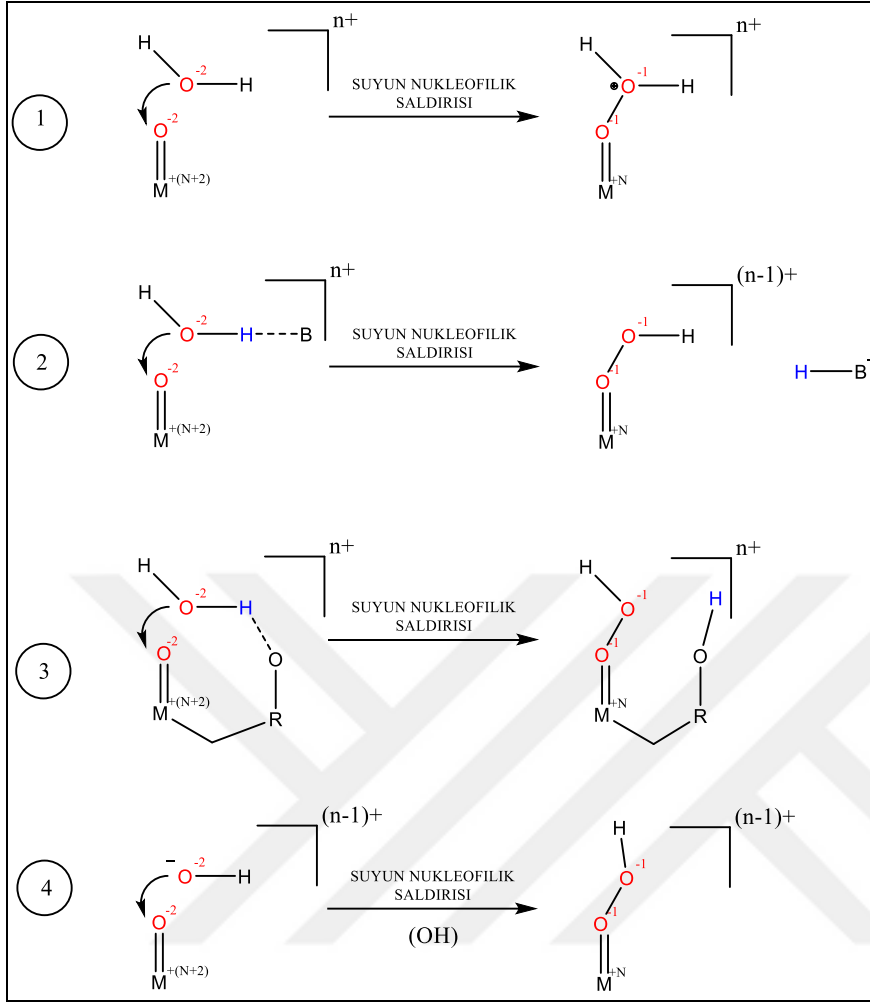 H n+ H n+
O-2 H SUYUN NUKLEOFILIK SALDIRISI O-1 H
1 O-2 O-1
M+(N+2) M+N
H n+ (n-1)+
O-2 H B SUYUN NUKLEOFILIK SALDIRISI O-1 H
2 O-2 O-1 H B-
M+(N+2) M+N
H n+ H n+
O-2 H SUYUN NUKLEOFILIK SALDIRISI O-1 H
3 O-2 O O-1 O
M+(N+2) R M+N R
(n-1)+ H (n-1)+
4 -O-2 H SUYUN NUKLEOFILIK SALDIRISI O-1
O-2 (OH) O-1
M+(N+2) M+N